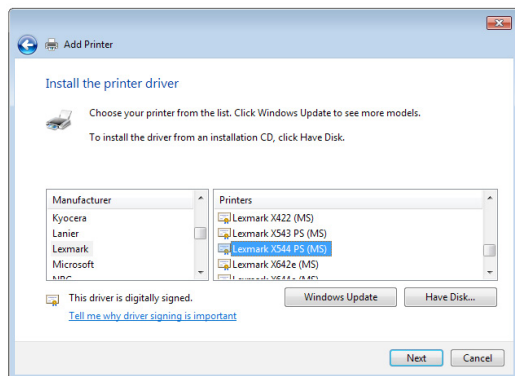 Add Printer
Install the printer driver
Choose your printer from the list. Click Windows Update to see more models.
To install the driver from an installation CD, click Have Disk.
Manufacturer
Kyocera
Lanier
Lexmark
Microsoft
Printers
Lexmark X422 (MS)
Lexmark X543 PS (MS)
Lexmark X544 PS (MS)
Lexmark X642e (MS)
This driver is digitally signed.
Tell me why driver signing is important
Windows Update
Have Disk...
Next
Cancel